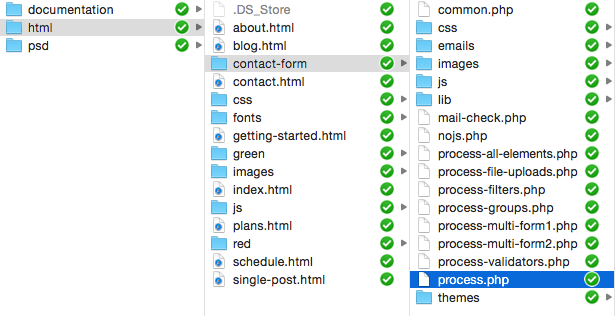 documentation
html
psd
.DS_Store
about.html
blog.html
contact-form
contact.html
css
fonts
getting-started.html
green
images
index.html
js
plans.html
red
schedule.html
single-post.html
common.php
css
emails
images
js
lib
mail-check.php
nojs.php
process-all-elements.php
process-file-uploads.php
process-filters.php
process-groups.php
process-multi-form1.php
process-multi-form2.php
process-validators.php
process.php
themes